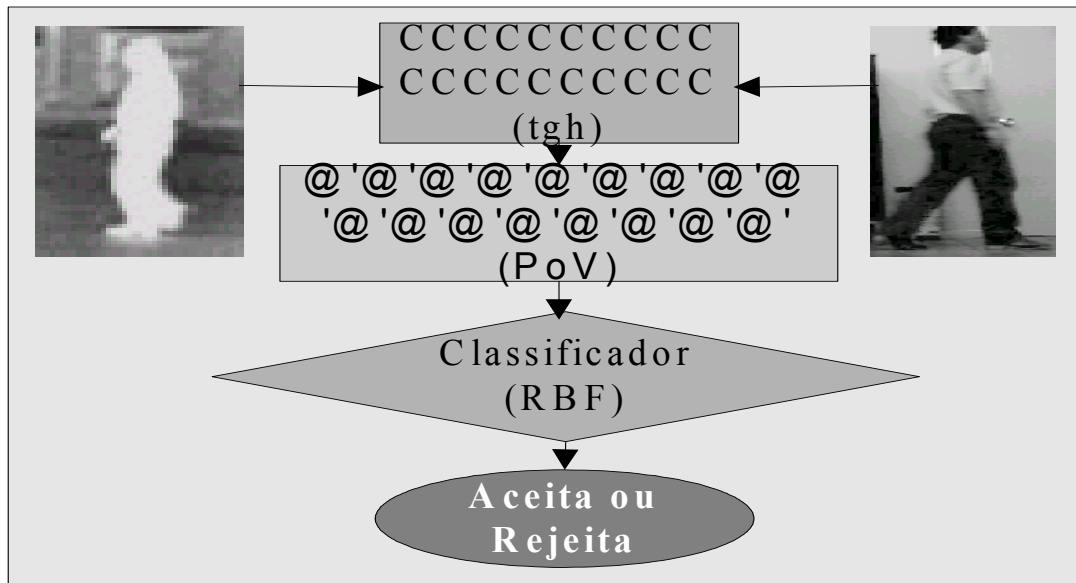 CCCCCCCCCC
CCCCCCCCCC
(tgh)
@ '@ '@ '@ '@ '@ '@ '@ '@
'@ '@ '@ '@ '@ '@ '@ '@ '
(PoV)
Classificador
(RBF)
Aceita ou
Rejeita